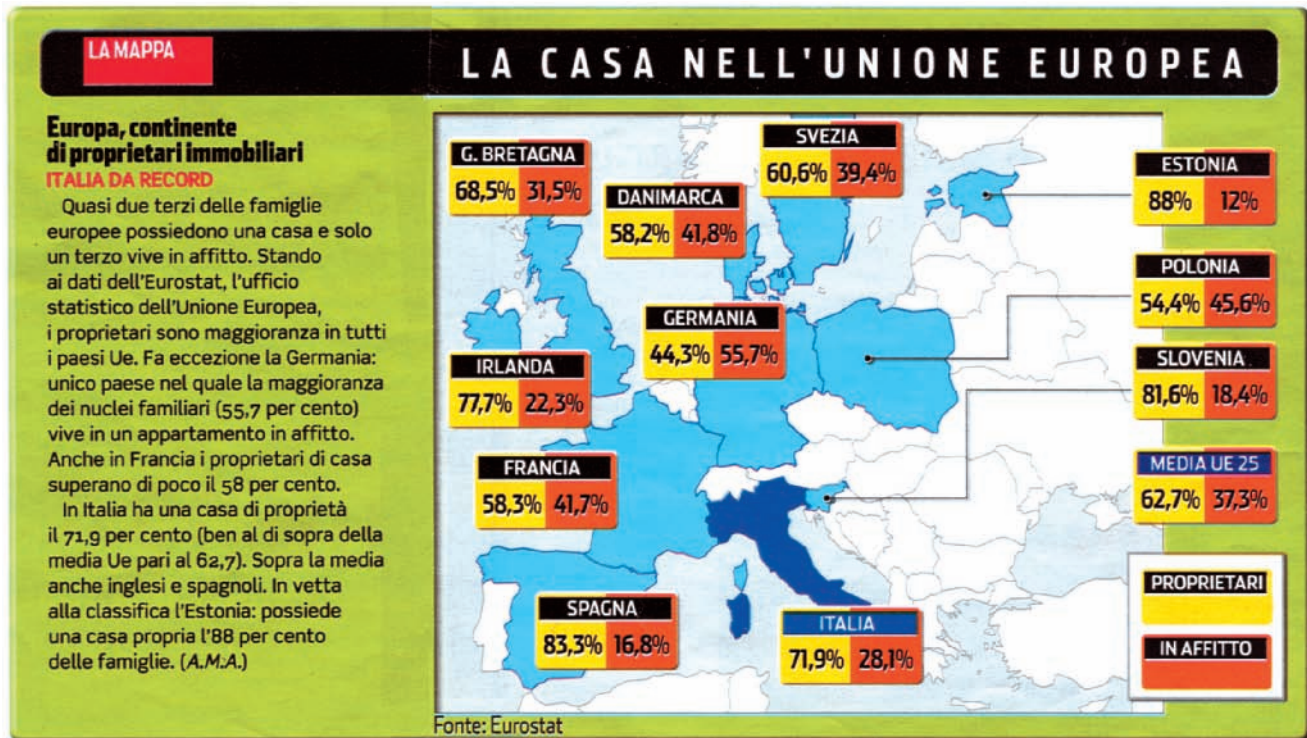 LA MAPPA
LA CASA NELL'UNIONE EUROPEA
Europa, continente
di proprietari immobiliari
ITALIA DA RECORD
Quasi due terzi delle famiglie
europee possiedono una casa e solo
un terzo vive in affitto. Stando
ai dati dell'Eurostat, l'ufficio
statistico dell'Unione Europea,
i proprietari sono maggioranza in tutti
i paesi Ue. Fa eccezione la Germania:
unico paese nel quale la maggioranza
dei nuclei familiari (55,7 per cento)
vive in un appartamento in affitto.
Anche in Francia i proprietari di casa
superano di poco il 58 per cento.
In Italia ha una casa di proprietà
il 71,9 per cento (ben al di sopra della
media Ue pari al 62,7). Sopra la media
anche inglesi e spagnoli. In vetta
alla classifica l'Estonia: possiede
una casa propria l'88 per cento
delle famiglie. (A.M.A.)
G. BRETAGNA
68,5% 31,5%
DANIMARCA
58,2% 41,8%
SVEZIA
60,6% 39,4%
ESTONIA
88% 12%
POLONIA
54,4% 45,6%
GERMANIA
44,3% 55,7%
IRLANDA
77,7% 22,3%
SLOVENIA
81,6% 18,4%
FRANCIA
58,3% 41,7%
MEDIA UE 25
62,7% 37,3%
SPAGNA
83,3% 16,8%
ITALIA
71,9% 28,1%
PROPRIETARI
IN AFFITTO
Fonte: Eurostat